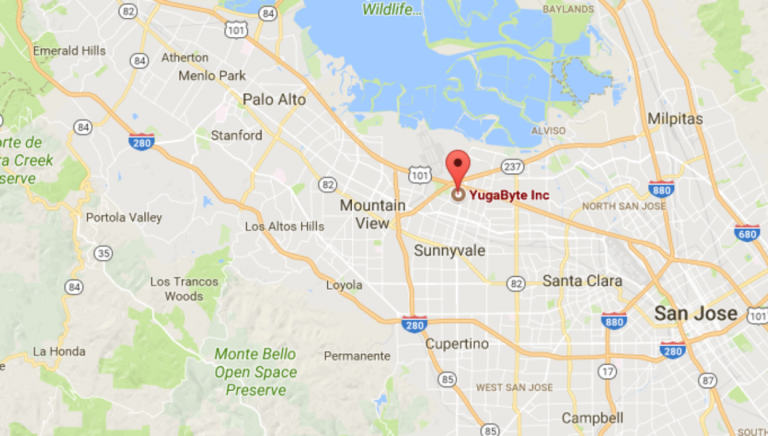 82
84
Wildlife...
BAYLANDS
101
Emerald Hills
84
Atherton
Menlo Park
Palo Alto
Milpitas
84
280
Stanford
ALVISO
orte de
ra Creek
serve
237
101
82
880
YugaByte Inc
Mountain
View
NORTH SAN JOSE
Portola Valley
Los Altos Hills
680
35
Sunnyvale
84
Los Trancos
Woods
Loyola
82
Santa Clara
280
880
San Jose
101
La Honda
Monte Bello
Open Space
Preserve
Permanente
Cupertino
280
17
85
WEST SAN JOSE
87
Campbell
85
SOUTH